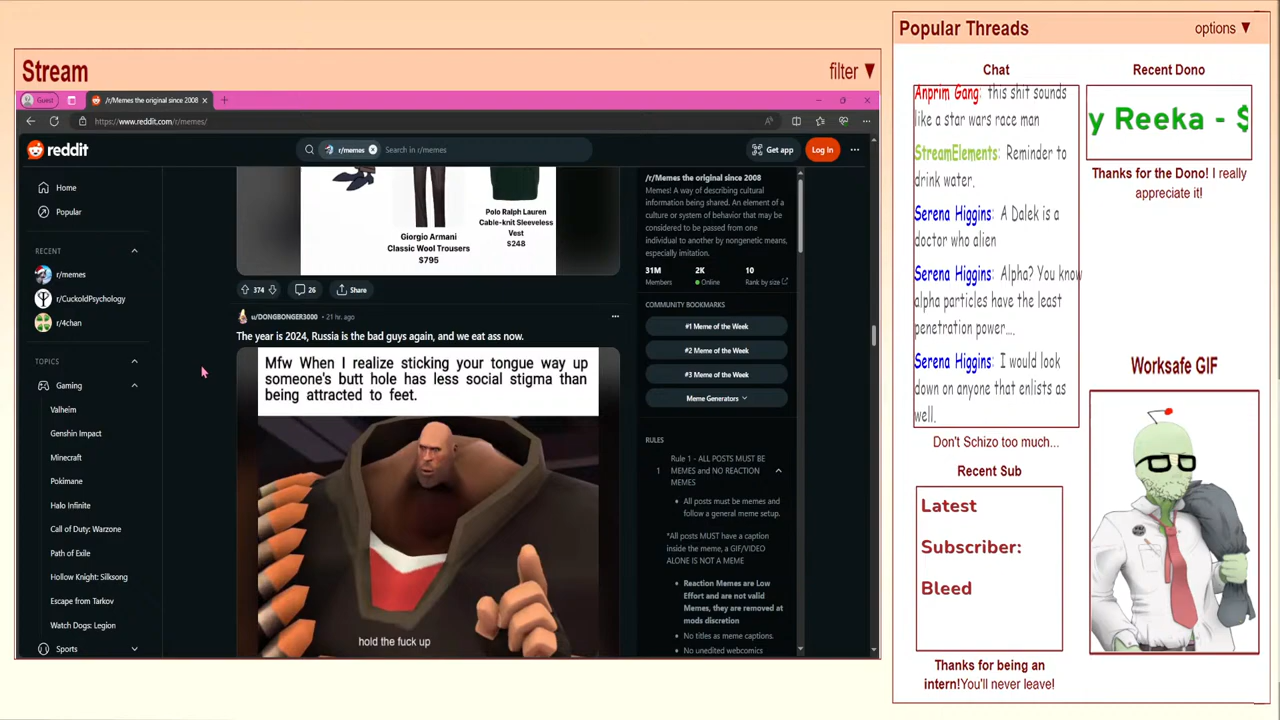 Stream
filter ▼
Guest
/r/Memes the original since 2008
https://www.reddit.com/r/memes/
reddit
r/memes
Search in r/memes
Get app
Log In
Home
Popular
RECENT
r/memes
r/CuckoldPsychology
r/4chan
TOPICS
Gaming
Valheim
Genshin Impact
Minecraft
Pokimane
Halo Infinite
Call of Duty: Warzone
Path of Exile
Hollow Knight: Silksong
Escape from Tarkov
Watch Dogs: Legion
Sports
Giorgio Armani
Classic Wool Trousers
$795
Polo Ralph Lauren
Cable-knit Sleeveless
Vest
$248
374
26
Share
u/DONGBONGER3000 • 21 hr. ago
The year is 2024, Russia is the bad guys again, and we eat ass now.
Mfw When I realize sticking your tongue way up
someone's butt hole has less social stigma than
being attracted to feet.
hold the fuck up
/r/Memes the original since 2008
Memes! A way of describing cultural
information being shared. An element of a
culture or system of behavior that may be
considered to be passed from one
individual to another by nongenetic means,
especially imitation.
31M
Members
2K
Online
10
Rank by size
COMMUNITY BOOKMARKS
#1 Meme of the Week
#2 Meme of the Week
#3 Meme of the Week
Meme Generators
RULES
1
Rule 1 - ALL POSTS MUST BE
MEMES and NO REACTION
MEMES
• All posts must be memes and
follow a general meme setup.
*All posts MUST have a caption
inside the meme, a GIF/VIDEO
ALONE IS NOT A MEME
• Reaction Memes are Low
Effort and are not valid
Memes, they are removed at
mods discretion
• No titles as meme captions.
• No unedited webcomics
Popular Threads
options ▼
Chat
Anprim Gang: this shit sounds
like a star wars race man
StreamElements: Reminder to
drink water.
Serena Higgins: A Dalek is a
doctor who alien
Serena Higgins: Alpha? You know
alpha particles have the least
penetration power....
Serena Higgins: I would look
down on anyone that enlists as
well.
Don't Schizo too much...
Recent Sub
Latest
Subscriber:
Bleed
Thanks for being an
intern!You'll never leave!
Recent Dono
y Reeka - $
Thanks for the Dono! I really
appreciate it!
Worksafe GIF